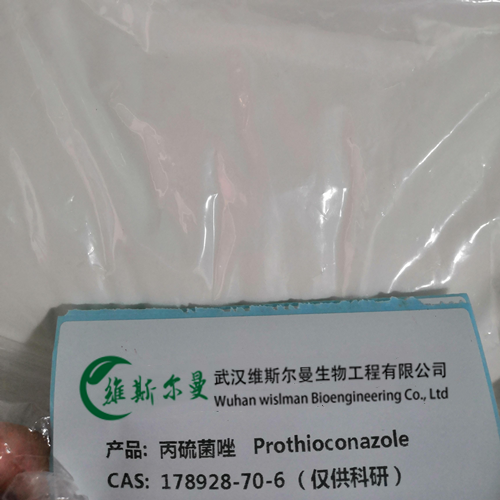 维斯尔曼
武汉维斯尔曼生物工程有限公司
Wuhan wislman Bioengineering Co., Ltd
产品: 丙硫菌唑 Prothioconazole
CAS: 178928-70-6（仅供科研）